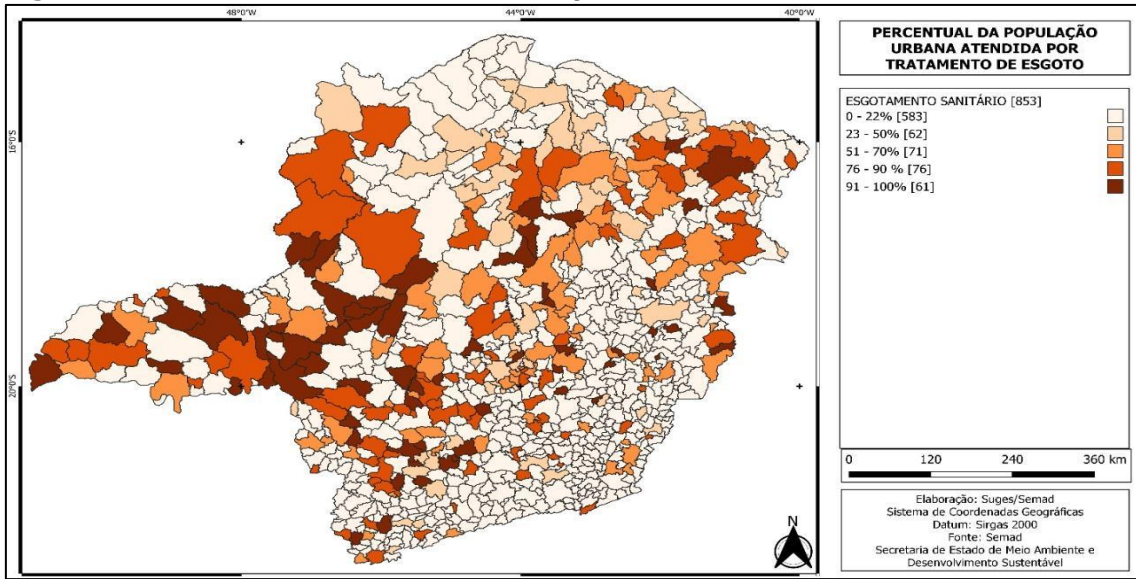 48°0'W
44°0'W
40°0'W
16°0'S
20°0'S
PERCENTUAL DA POPULAÇÃO
URBANA ATENDIDA POR
TRATAMENTO DE ESGOTO
ESGOTAMENTO SANITÁRIO [853]
0 - 22% [583]
23 - 50% [62]
51 - 70% [71]
76 - 90 % [76]
91 - 100% [61]
0 120 240 360 km
Elaboração: Suges/Semad
Sistema de Coordenadas Geográficas
Datum: Sirgas 2000
Fonte: Semad
Secretaria de Estado de Meio Ambiente e
Desenvolvimento Sustentável
N